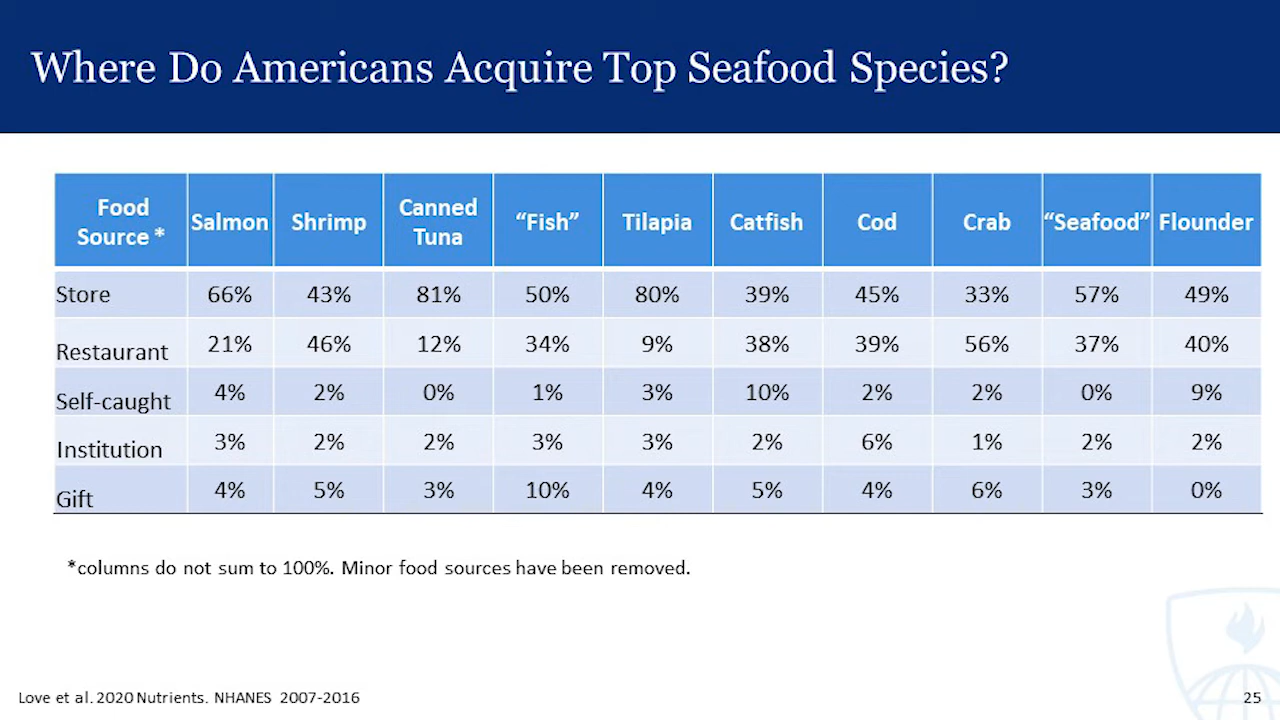 Where Do Americans Acquire Top Seafood Species?
Food Source * Salmon Shrimp Canned Tuna “Fish” Tilapia Catfish Cod Crab “Seafood” Flounder
Store 66% 43% 81% 50% 80% 39% 45% 33% 57% 49%
Restaurant 21% 46% 12% 34% 9% 38% 39% 56% 37% 40%
Self-caught 4% 2% 0% 1% 3% 10% 2% 2% 0% 9%
Institution 3% 2% 2% 3% 3% 2% 6% 1% 2% 2%
Gift 4% 5% 3% 10% 4% 5% 4% 6% 3% 0%
*columns do not sum to 100%. Minor food sources have been removed.
Love et al. 2020 Nutrients. NHANES 2007-2016
25